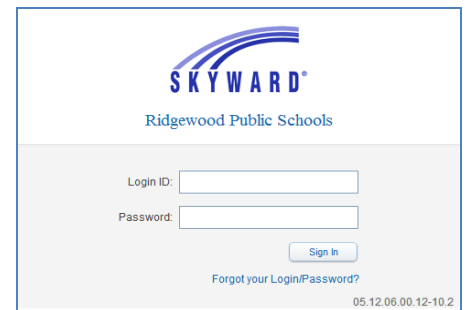 SKYWARD®
Ridgewood Public Schools
Login ID:
Password:
Sign In
Forgot your Login/Password?
05.12.06.00.12-10.2